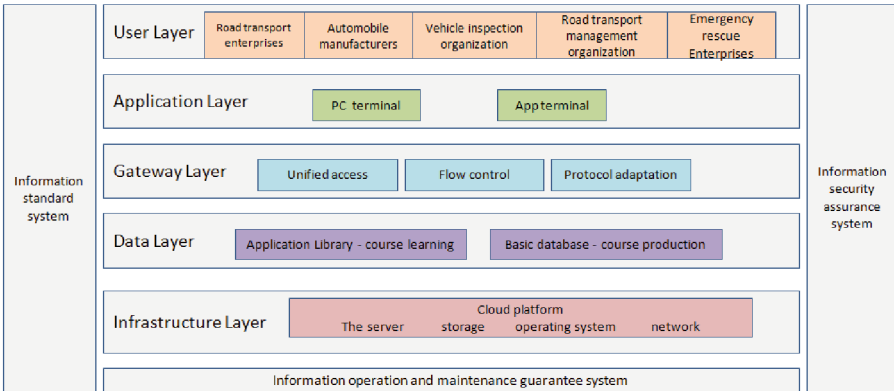 User Layer
Road transport
enterprises
Automobile
manufacturers
Vehicle inspection
organization
Road transport
management
organization
Emergency
rescue
Enterprises
Application Layer
PC terminal
App terminal
Gateway Layer
Unified access
Flow control
Protocol adaptation
Information
standard
system
Information
security
assurance
system
Data Layer
Application Library - course learning
Basic database - course production
Infrastructure Layer
Cloud platform
The server storage operating system network
Information operation and maintenance guarantee system